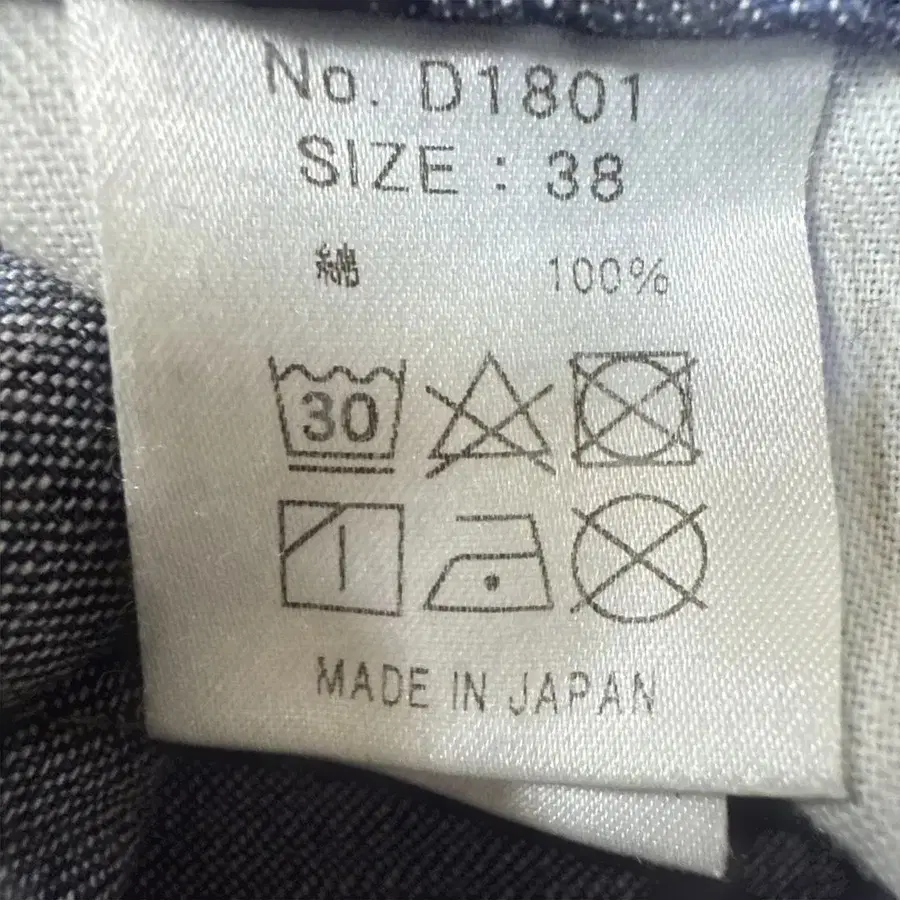 No. D1801
SIZE : 38
綿 100%
30
MADE IN JAPAN